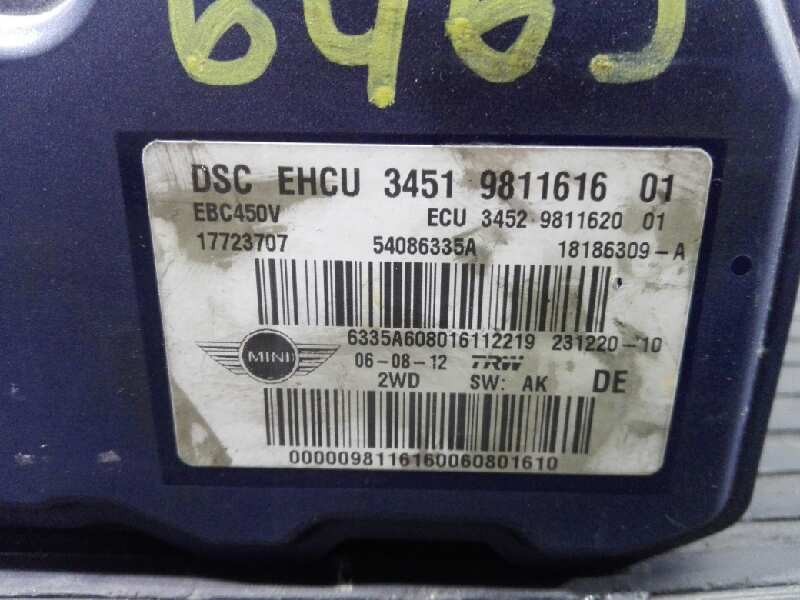 DSC EHCU 3451 9811616 01
EBC450V ECU 3452 9811620 01
17723707 54086335A 18186309-A
6335A608016112219 231220-10
MINI 06-08-12 TRW
2WD SW: AK DE
0000098116160060801610